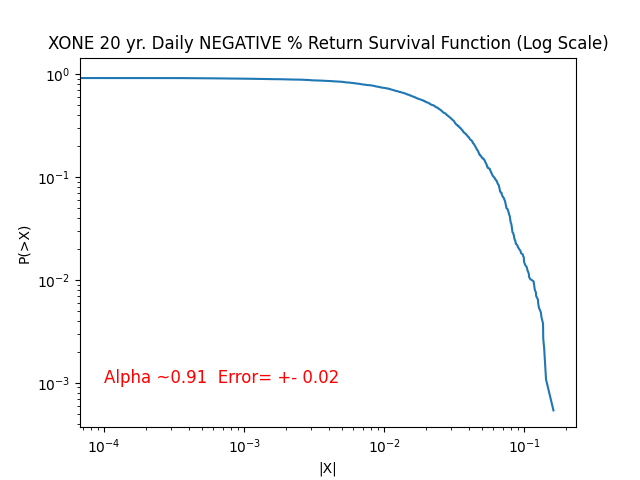 XONE 20 yr. Daily NEGATIVE % Return Survival Function (Log Scale)
10⁰
10⁻¹
10⁻²
10⁻³
P(>X)
Alpha ~0.91  Error= +- 0.02
10⁻⁴ 10⁻³ 10⁻² 10⁻¹
|X|